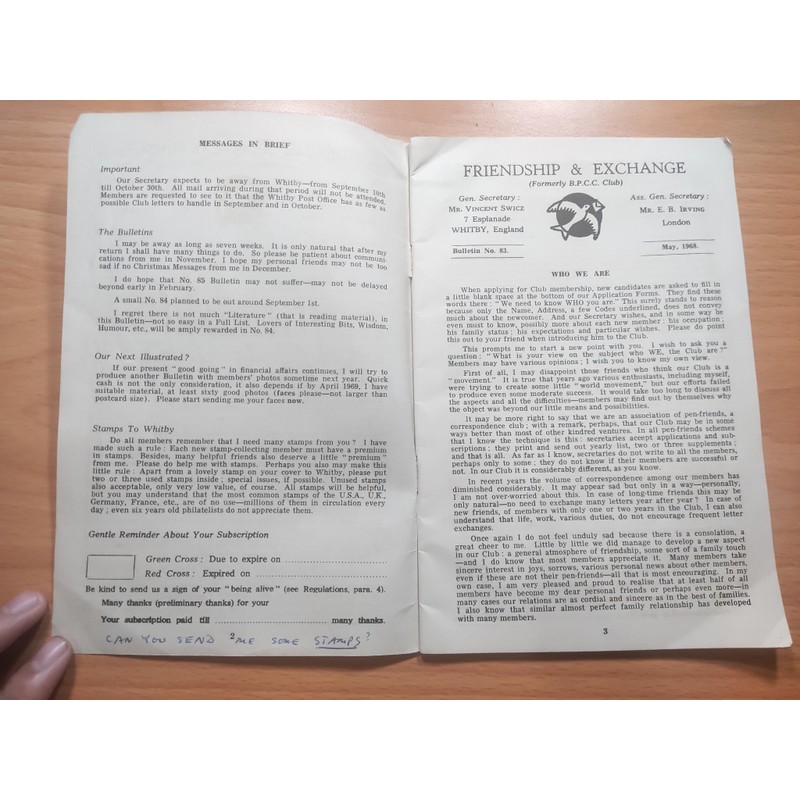 MESSAGES IN BRIEF
Important
Our Secretary expects to be away from Whitby—from September 10th
till October 30th. All mail arriving during that period will not be attended.
Members are requested to see to it that the Whitby Post Office has as few as
possible Club letters to handle in September and in October.
The Bulletins
I may be away as long as seven weeks. It is only natural that after my
return I shall have many things to do. So please be patient about communi-
cations from me in November. I hope my personal friends may not be too
sad if no Christmas Messages from me in December.
I do hope that No. 85 Bulletin may not suffer—may not be delayed
beyond early in February.
A small No. 84 planned to be out around September 1st.
I regret there is not much "Literature" (that is reading material), in
this Bulletin—not so easy in a Full List. Lovers of Interesting Bits, Wisdom,
Humour, etc., will be amply rewarded in No. 84.
Our Next Illustrated?
If our present "good going" in financial affairs continues, I will try to
produce another Bulletin with members' photos sometime next year. Quick
cash is not the only consideration, it also depends if by April 1969, I have
suitable material, at least sixty good photos (faces please—not larger than
postcard size). Please start sending me your faces now.
Stamps To Whitby
Do all members remember that I need many stamps from you? I have
made such a rule: Each new stamp-collecting member must have a premium
in stamps. Besides, many helpful friends also deserve a little "premium"
from me. Please do help me with stamps. Perhaps you also may make this
little rule: Apart from a lovely stamp on your cover to Whitby, please put
two or three used stamps inside; special issues, if possible. Unused stamps
also acceptable, only very low value, of course. All stamps will be helpful,
but you may understand that the most common stamps of the U.S.A., U.K.,
Germany, France, etc., are of no use—millions of them in circulation every
day; even six years old philatelists do not appreciate them.
Gentle Reminder About Your Subscription
Green Cross: Due to expire on
Red Cross: Expired on
Be kind to send us a sign of your "being alive" (see Regulations, para. 4).
Many thanks (preliminary thanks) for your
Your subscription paid till many thanks.
2
CAN YOU SEND ME SOME STAMPS?
FRIENDSHIP & EXCHANGE
(Formerly B.P.C.C. Club)
Gen. Secretary:
MR. VINCENT SWICZ
7 Esplanade
WHITBY, England
Ass. Gen. Secretary:
MR. E. B. IRVING
London
Bulletin No. 83.
May, 1968.
WHO WE ARE
When applying for Club membership, new candidates are asked to fill in
a little blank space at the bottom of our Application Forms. They find these
words there: "We need to know WHO you are." This surely stands to reason
because only the Name, Address, a few Codes underlined, does not convey
much about the newcomer. And our Secretary wishes, and in some way he
even must to know, possibly more about each new member: his occupation;
his family status; his expectations and particular wishes. Please do point
this out to your friend when introducing him to the Club.
This prompts me to start a new point with you. I wish to ask you a
question: "What is your view on the subject who WE, the Club are?"
Members may have various opinions; I wish you to know my own view.
First of all, I may disappoint those friends who think our Club is a
"movement." It is true that years ago various enthusiasts, including myself,
were trying to create some little "world movement," but our efforts failed
to produce even some moderate success. It would take too long to discuss all
the aspects and all the difficulties—members may find out by themselves why
the object was beyond our little means and possibilities.
It may be more right to say that we are an association of pen-friends, a
correspondence club; with a remark, perhaps, that our Club may be in some
ways better than most of other kindred ventures. In all pen-friends schemes
that I know the technique is this: secretaries accept applications and sub-
scriptions; they print and send out yearly list, two or three supplements;
and that is all. As far as I know, secretaries do not write to all the members,
perhaps only to some; they do not know if their members are successful or
not. In our Club it is considerably different, as you know.
In recent years the volume of correspondence among our members has
diminished considerably. It may appear sad but only in a way—personally,
I am not over-worried about this. In case of long-time friends this may be
only natural—no need to exchange many letters year after year? In case of
new friends, of members with only one or two years in the Club, I can also
understand that life, work, various duties, do not encourage frequent letter
exchanges.
Once again I do not feel unduly sad because there is a consolation, a
great cheer to me. Little by little we did manage to develop a new aspect
in our Club: a general atmosphere of friendship, some sort of a family touch
—and I do know that most members appreciate it. Many members take
sincere interest in joys, sorrows, various personal news about other members,
even if these are not their pen-friends—all that is most encouraging. In my
own case, I am very pleased and proud to realise that at least half of all
members have become my dear personal friends or perhaps even more—in
many cases our relations are as cordial and sincere as in the best of families.
I also know that similar almost perfect family relationship has developed
with many members.
3